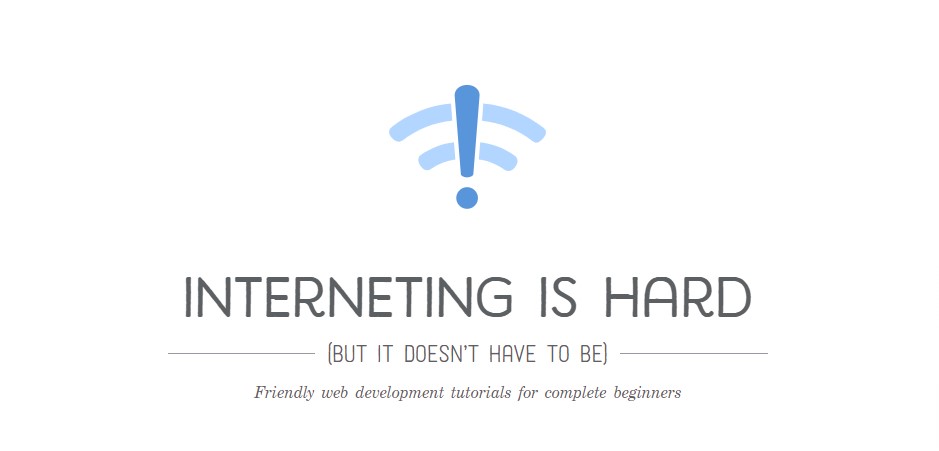 INTERNETING IS HARD
(BUT IT DOESN'T HAVE TO BE)
Friendly web development tutorials for complete beginners